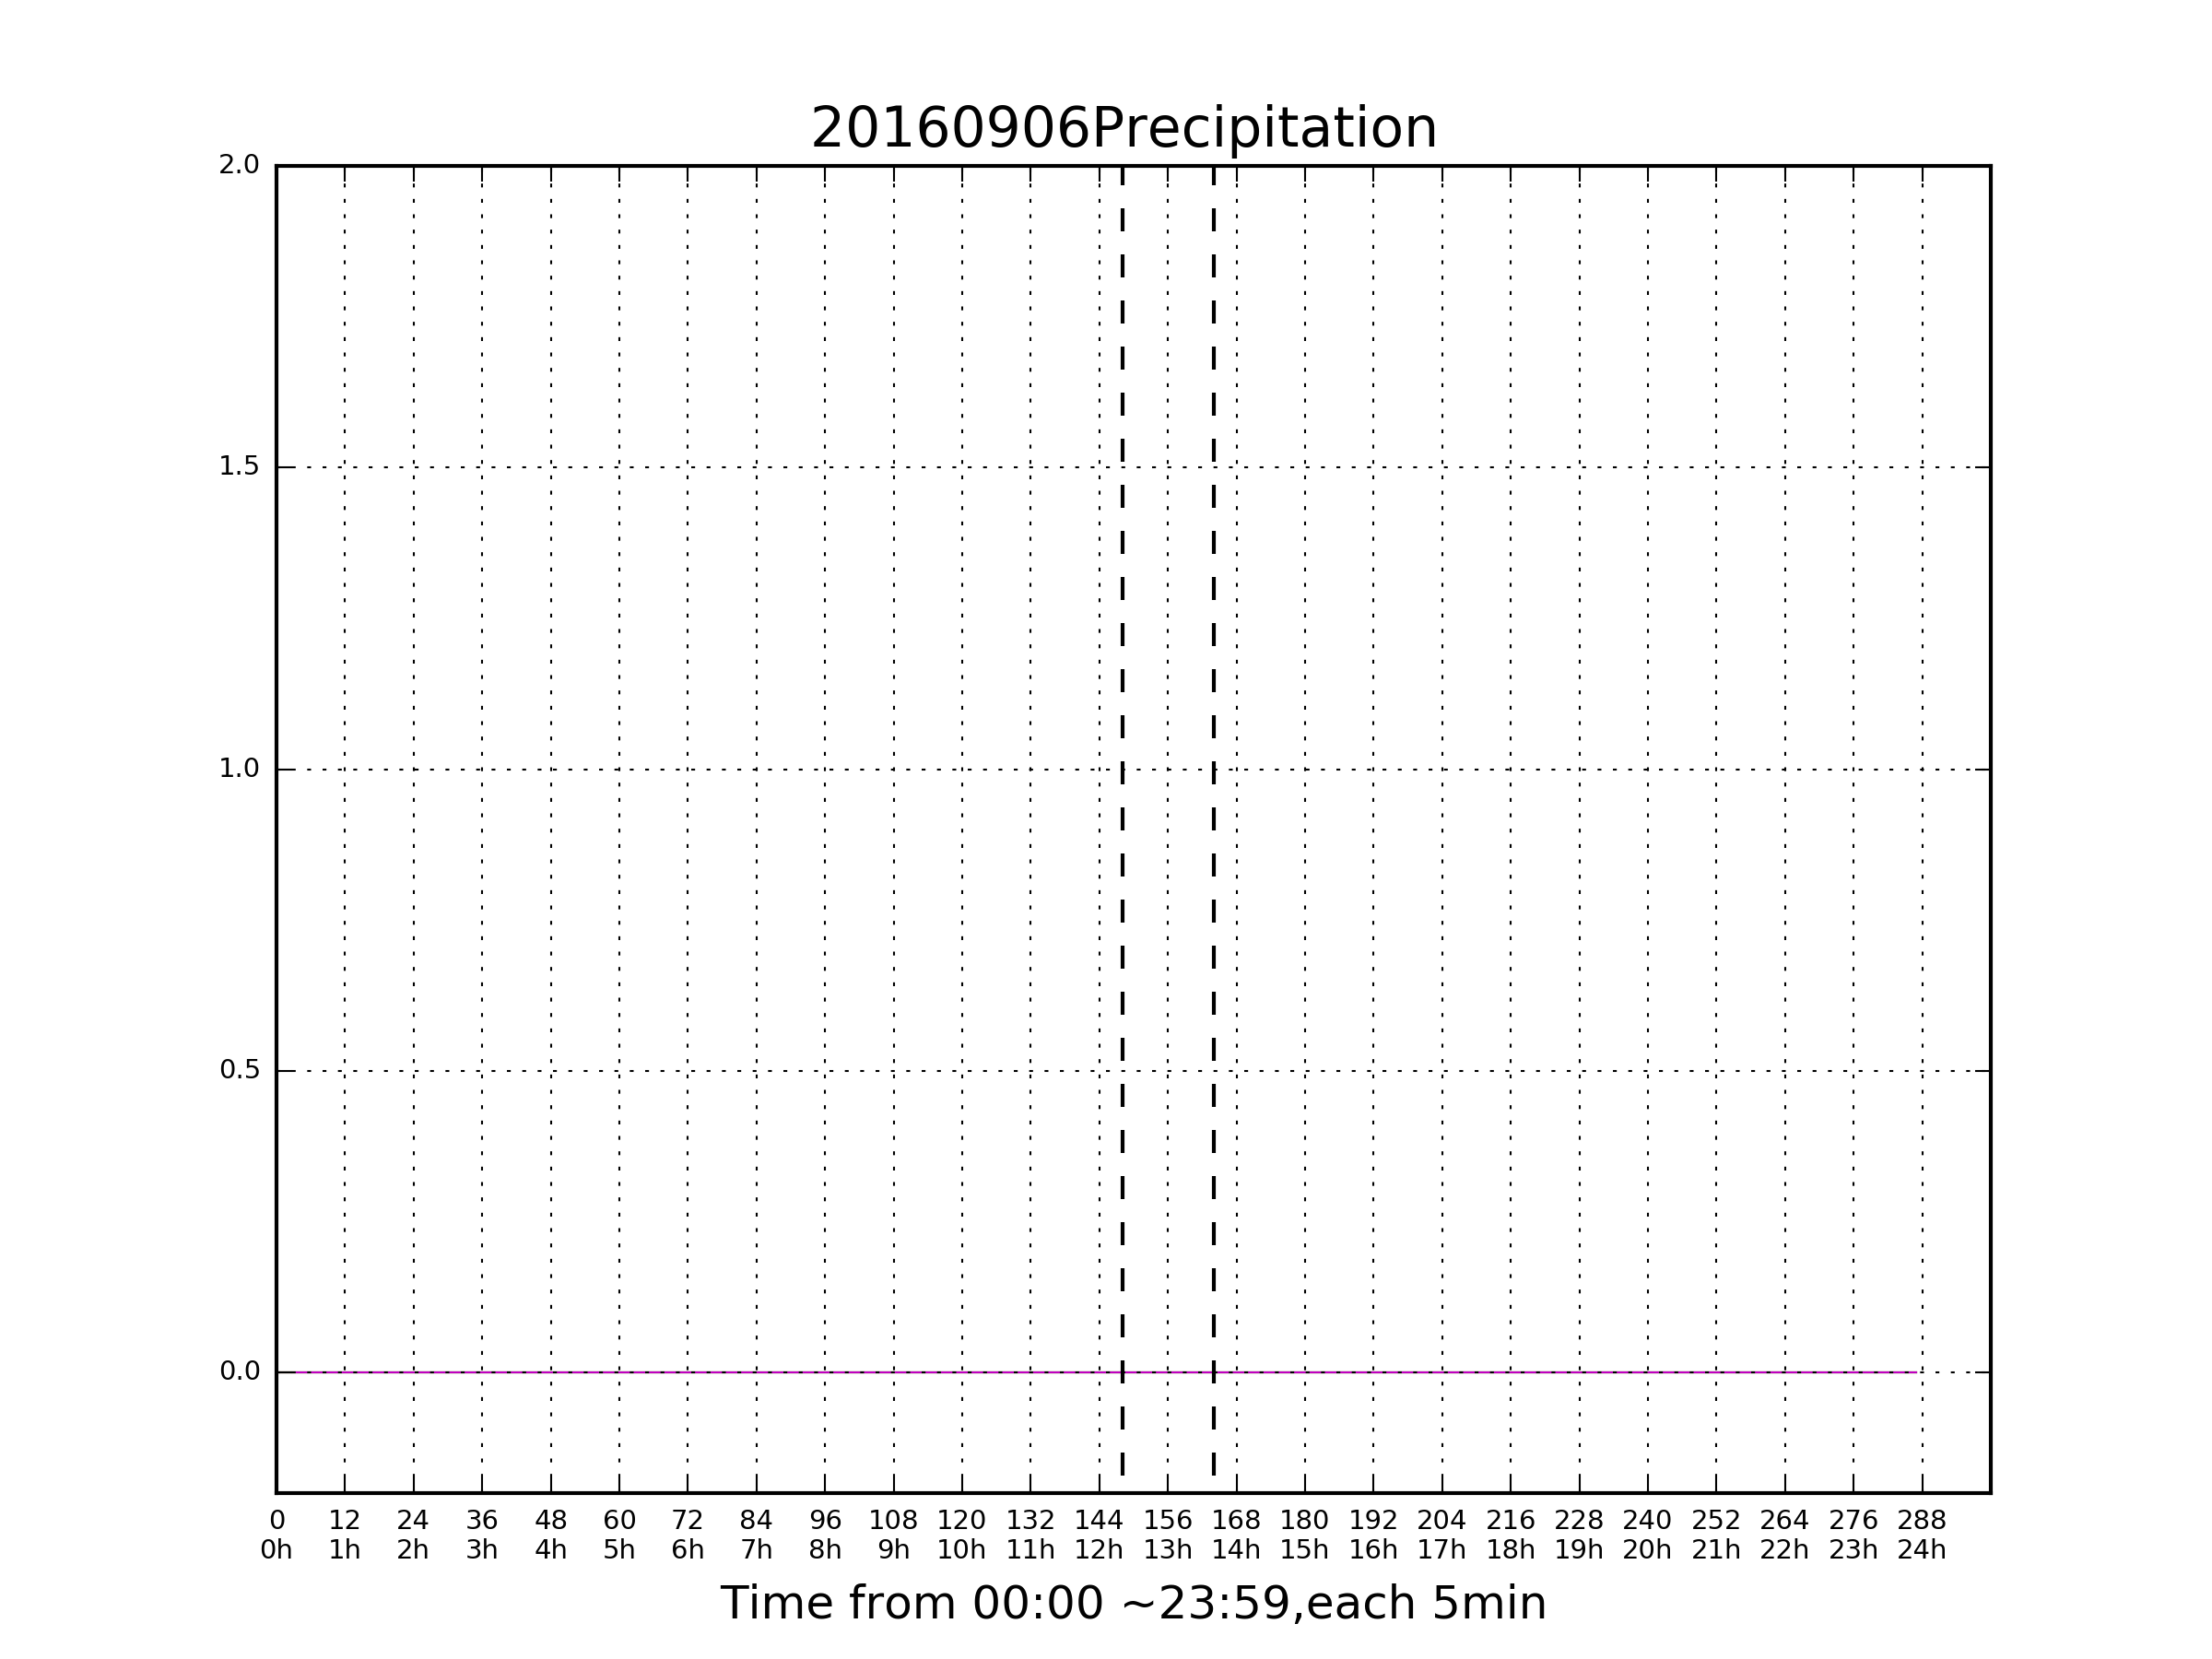 20160906Precipitation
2.0
1.5
1.0
0.5
0.0
0 12 24 36 48 60 72 84 96 108 120 132 144 156 168 180 192 204 216 228 240 252 264 276 288
0h 1h 2h 3h 4h 5h 6h 7h 8h 9h 10h 11h 12h 13h 14h 15h 16h 17h 18h 19h 20h 21h 22h 23h 24h
Time from 00:00 ~23:59,each 5min